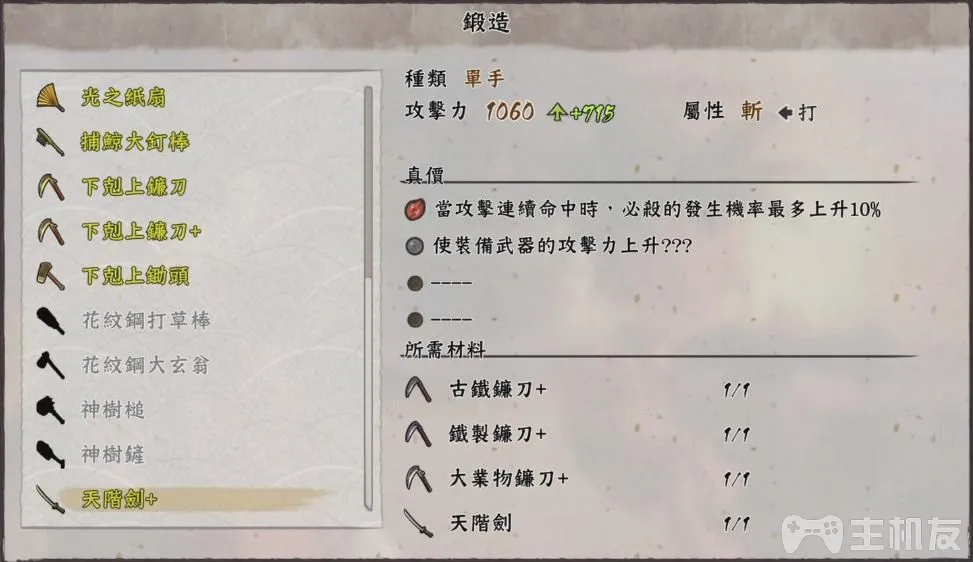 鍛造
光之紙扇
捕鯨大釘棒
下剋上鐮刀
下剋上鐮刀+
下剋上鋤頭
花紋鋼打草棒
花紋鋼大玄翁
神樹槌
神樹鏟
天階劍+
種類 單手
攻擊力 1060 +715 屬性 斬 打
真價
當攻擊連續命中時，必殺的發生機率最多上升10%
使裝備武器的攻擊力上升???
----
----
所需材料
古鐵鐮刀+ 1/1
鐵製鐮刀+ 1/1
大業物鐮刀+ 1/1
天階劍 1/1
主机友